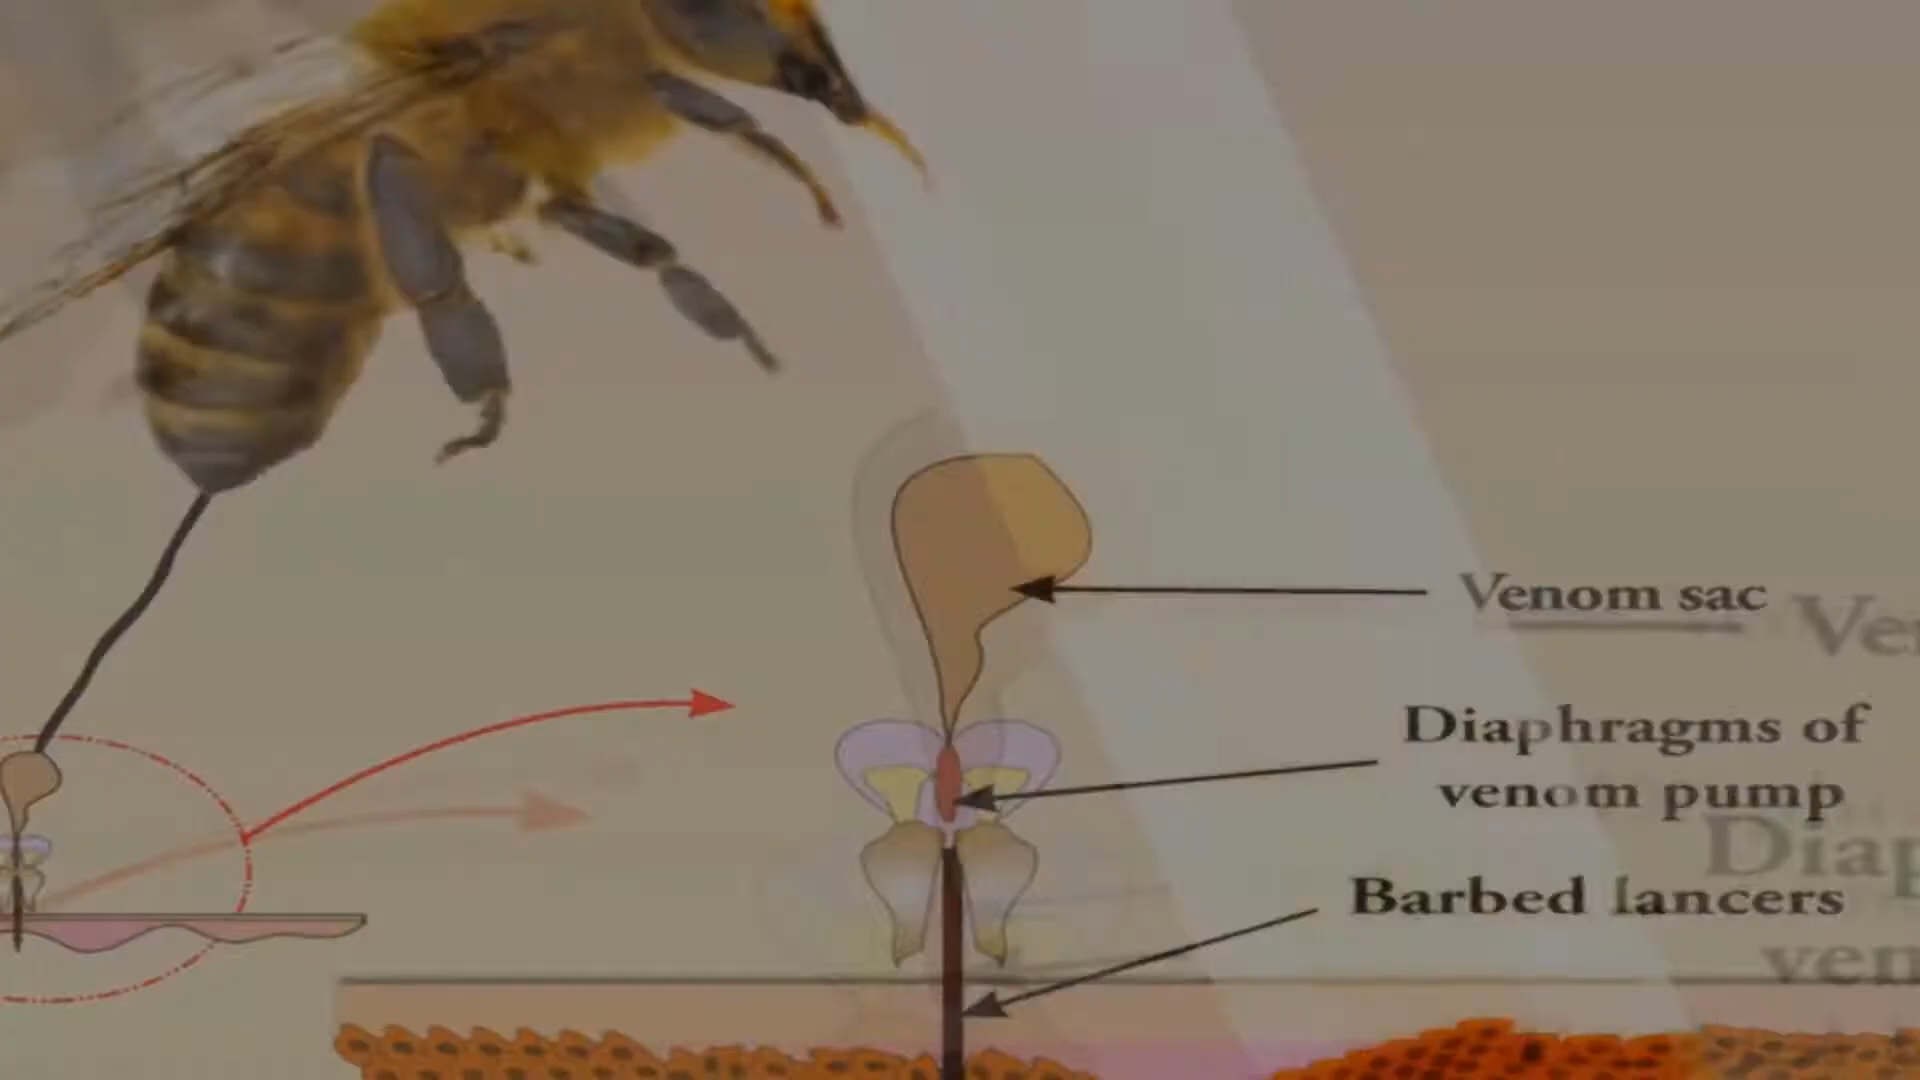 Venom sac
Diaphragms of
venom pump
Barbed lancers